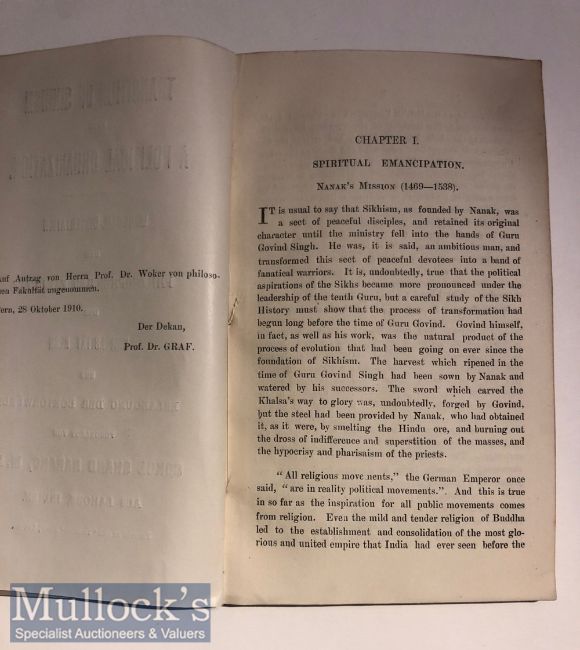 auf Autzag von Herrn Prof. Dr. Woker von philoso-
hen Fakultät angenommen.
ern, 28 Oktober 1910.
Der Dekan,
Prof. Dr. GRAF.
CHAPTER I.
SPIRITUAL EMANCIPATION.
NANAK'S MISSION (1469—1538).
IT is usual to say that Sikhism, as founded by Nanak, was
a sect of peaceful disciples, and retained its original
character until the ministry fell into the hands of Guru
Govind Singh. He was, it is said, an ambitious man, and
transformed this sect of peaceful devotees into a band of
fanatical warriors. It is, undoubtedly, true that the political
aspirations of the Sikhs became more pronounced under the
leadership of the tenth Guru, but a careful study of the Sikh
History must show that the process of transformation had
begun long before the time of Guru Govind. Govind himself,
in fact, as well as his work, was the natural product of the
process of evolution that had been going on ever since the
foundation of Sikhism. The harvest which ripened in the
time of Guru Govind Singh had been sown by Nanak and
watered by his successors. The sword which carved the
Khalsa's way to glory was, undoubtedly, forged by Govind,
but the steel had been provided by Nanak, who had obtained
it, as it were, by smelting the Hindu ore, and burning out
the dross of indifference and superstition of the masses, and
the hypocrisy and pharisaism of the priests.
"All religious movements," the German Emperor once
said, "are in reality political movements.". And this is true
in so far as the inspiration for all public movements comes
from religion. Even the mild and tender religion of Buddha
led to the establishment and consolidation of the most glo-
rious and united empire that India had ever seen before the
Mullock's
Specialist Auctioneers & Valuers